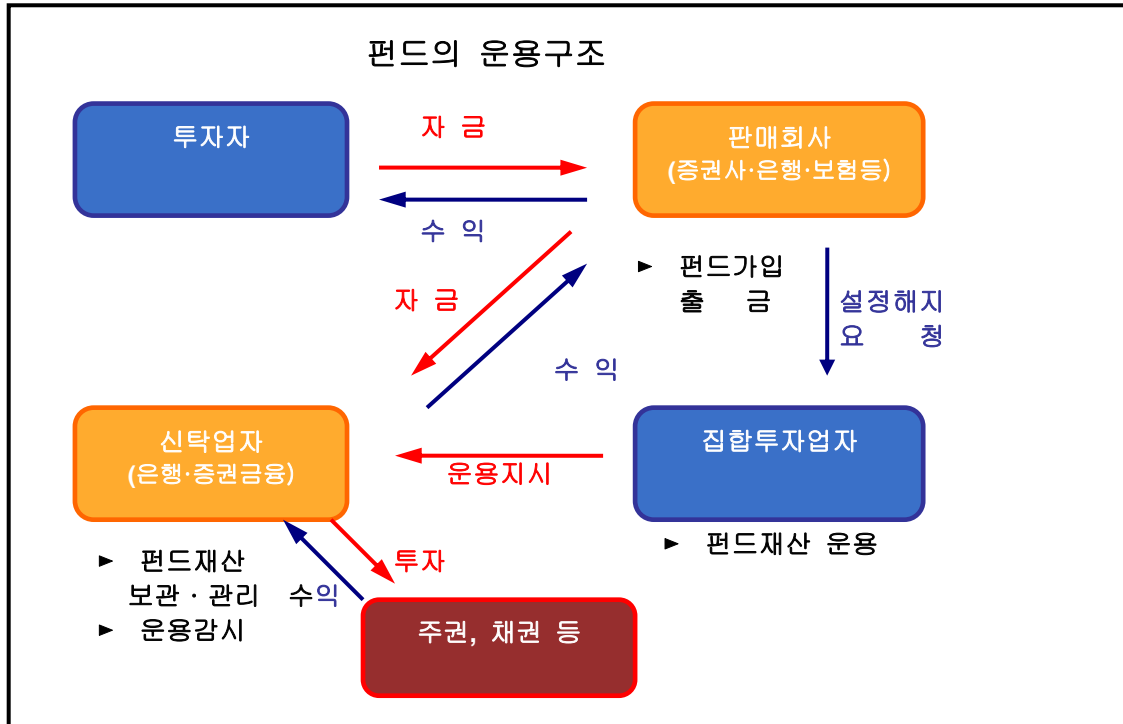 펀드의 운용구조
투자자
자 금
판매회사
(증권사·은행·보험등)
수 익
► 펀드가입
출 금
설정해지
요 청
자 금
수 익
신탁업자
(은행·증권금융)
집합투자업자
운용지시
► 펀드재산 운용
► 펀드재산
보관 · 관리
► 운용감시
투자
수익
주권, 채권 등